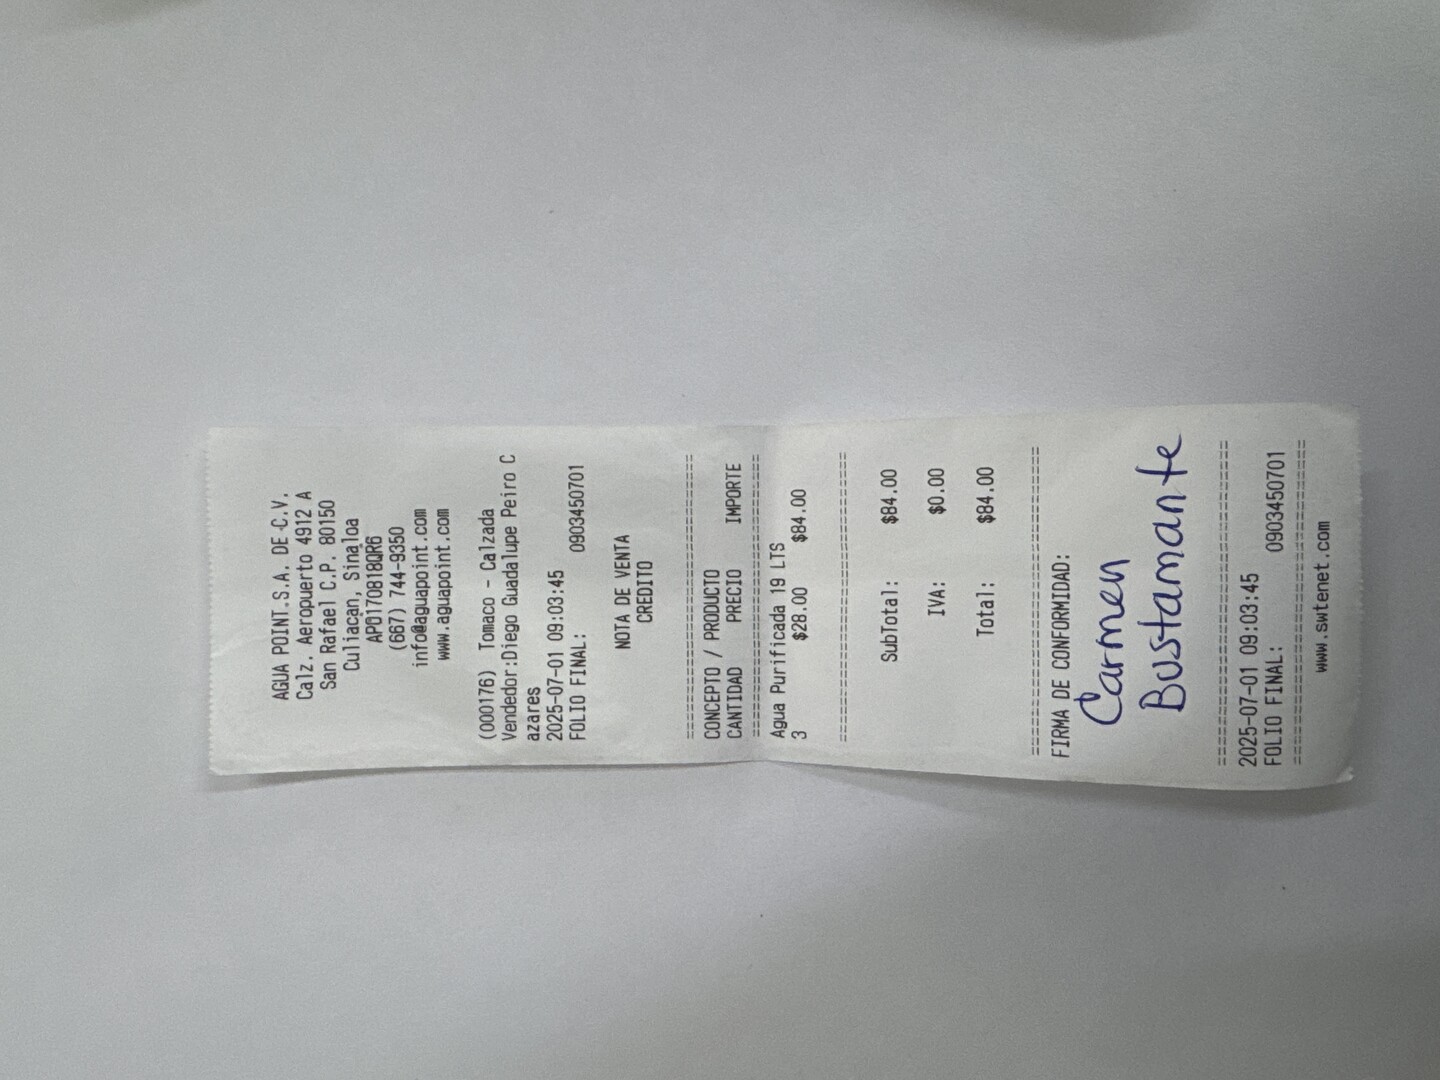 AGUA POINT.S.A. DE C.V.
Calz. Aeropuerto 4912 A
San Rafael C.P. 80150
Culiacan, Sinaloa
APO170818QR6
(667) 744-9350
info@aguapoint.com
www.aguapoint.com
(000176) Tomaco - Calzada
Vendedor:Diego Guadalupe Peiro C
azares
2025-07-01 09:03:45
FOLIO FINAL: 0903450701
NOTA DE VENTA
CREDITO
================================
CONCEPTO / PRODUCTO
CANTIDAD PRECIO IMPORTE
================================
Agua Purificada 19 LTS
3 $28.00 $84.00
================================
SubTotal: $84.00
IVA: $0.00
Total: $84.00
================================
FIRMA DE CONFORMIDAD:
Carmen
Bustamante
================================
2025-07-01 09:03:45
FOLIO FINAL: 0903450701
================================
www.swternet.com